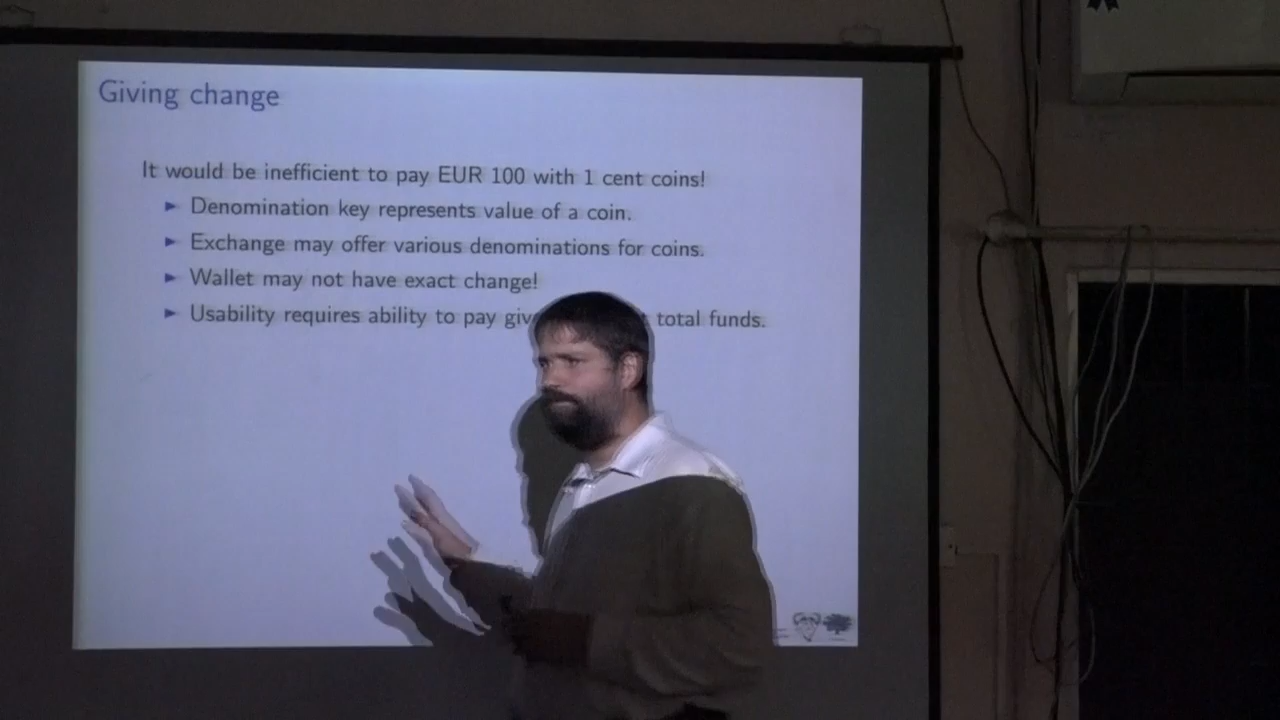 Giving change
It would be inefficient to pay EUR 100 with 1 cent coins!
► Denomination key represents value of a coin.
► Exchange may offer various denominations for coins.
► Wallet may not have exact change!
► Usability requires ability to pay giv total funds.